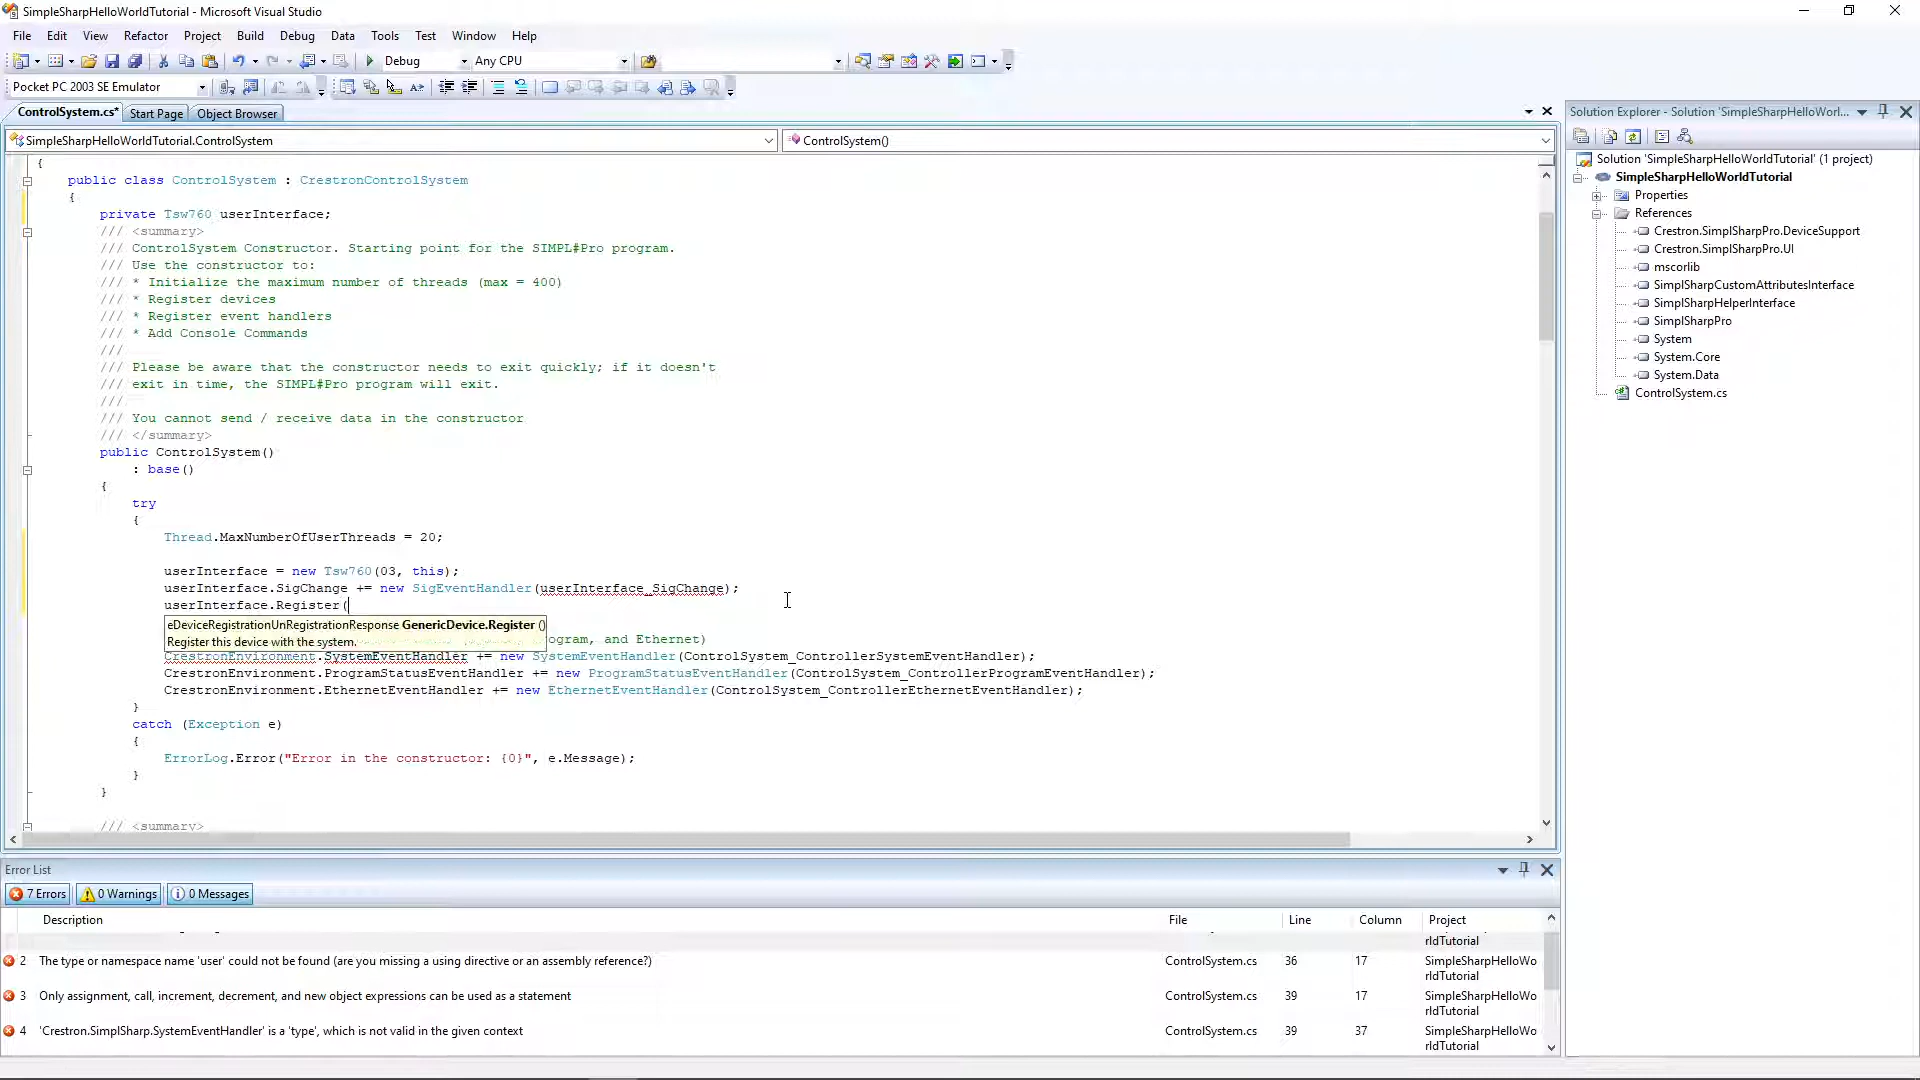 SimpleSharpHelloWorldTutorial - Microsoft Visual Studio
File Edit View Refactor Project Build Debug Data Tools Test Window Help
Debug Any CPU
Pocket PC 2003 SE Emulator
ControlSystem.cs* Start Page Object Browser
SimpleSharpHelloWorldTutorial.ControlSystem ControlSystem()
{
public class ControlSystem : CrestronControlSystem
{
private Tsw760 userInterface;
/// <summary>
/// ControlSystem Constructor. Starting point for the SIMPL#Pro program.
/// Use the constructor to:
/// * Initialize the maximum number of threads (max = 400)
/// * Register devices
/// * Register event handlers
/// * Add Console Commands
///
/// Please be aware that the constructor needs to exit quickly; if it doesn't
/// exit in time, the SIMPL#Pro program will exit.
///
/// You cannot send / receive data in the constructor
/// </summary>
public ControlSystem()
: base()
{
try
{
Thread.MaxNumberOfUserThreads = 20;
userInterface = new Tsw760(03, this);
userInterface.SigChange += new SigEventHandler(userInterface_SigChange);
userInterface.Register(
eDeviceRegistrationUnRegistrationResponse GenericDevice.Register ()
Register this device with the system.
ogram, and Ethernet)
CrestronEnvironment.SystemEventHandler += new SystemEventHandler(ControlSystem_ControllerSystemEventHandler);
CrestronEnvironment.ProgramStatusEventHandler += new ProgramStatusEventHandler(ControlSystem_ControllerProgramEventHandler);
CrestronEnvironment.EthernetEventHandler += new EthernetEventHandler(ControlSystem_ControllerEthernetEventHandler);
}
catch (Exception e)
{
ErrorLog.Error("Error in the constructor: {0}", e.Message);
}
}
/// <summary>
Solution Explorer - Solution 'SimpleSharpHelloWorl...
Solution 'SimpleSharpHelloWorldTutorial' (1 project)
SimpleSharpHelloWorldTutorial
Properties
References
Crestron.SimplSharpPro.DeviceSupport
Crestron.SimplSharpPro.UI
mscorlib
SimplSharpCustomAttributesInterface
SimplSharpHelperInterface
SimplSharpPro
System
System.Core
System.Data
ControlSystem.cs
Error List
7 Errors 0 Warnings 0 Messages
Description File Line Column Project
rldTutorial
2 The type or namespace name 'user' could not be found (are you missing a using directive or an assembly reference?) ControlSystem.cs 36 17 SimpleSharpHelloWo
rldTutorial
3 Only assignment, call, increment, decrement, and new object expressions can be used as a statement ControlSystem.cs 39 17 SimpleSharpHelloWo
rldTutorial
4 'Crestron.SimplSharp.SystemEventHandler' is a 'type', which is not valid in the given context ControlSystem.cs 39 37 SimpleSharpHelloWo
rldTutorial